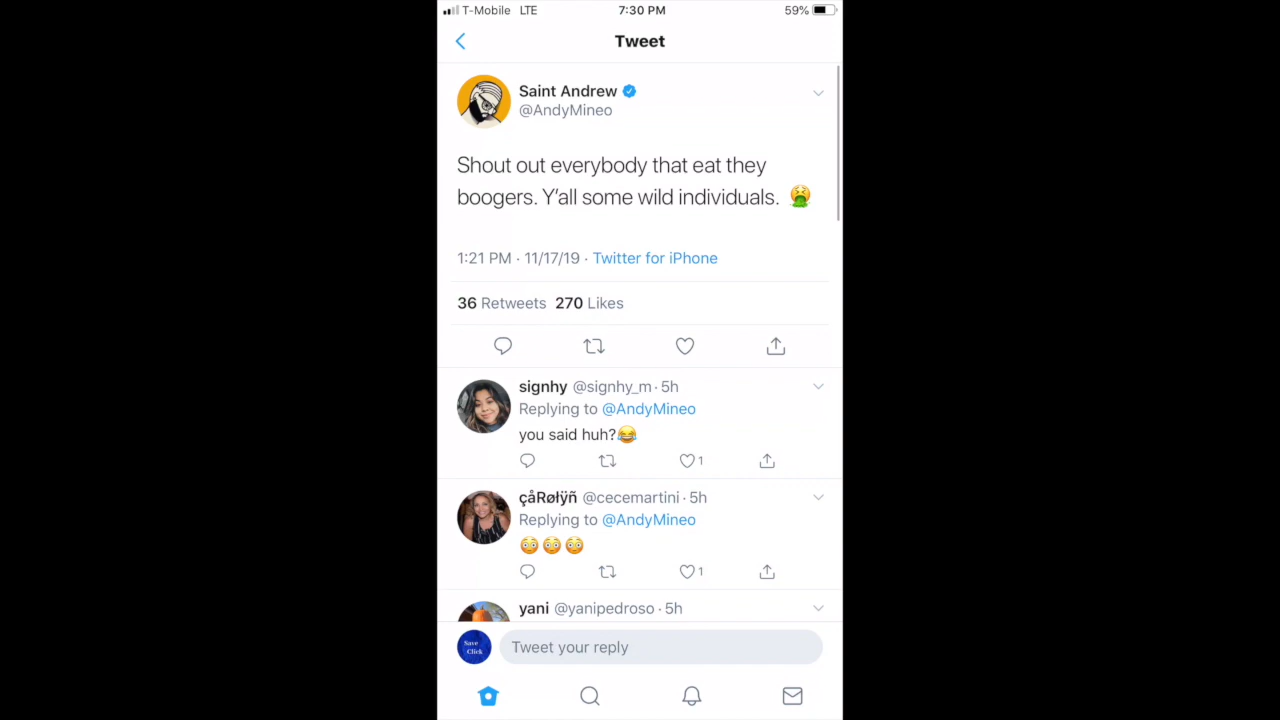 T-Mobile LTE 7:30 PM 59%
Tweet
Saint Andrew
@AndyMineo
Shout out everybody that eat they
boogers. Y'all some wild individuals. 🤮
1:21 PM · 11/17/19 · Twitter for iPhone
36 Retweets 270 Likes
signhy @signhy_m · 5h
Replying to @AndyMineo
you said huh?😂
1
çåRøłÿñ @cecemartini · 5h
Replying to @AndyMineo
😳😳😳
1
yani @yanipedroso · 5h
Save
Click
Tweet your reply